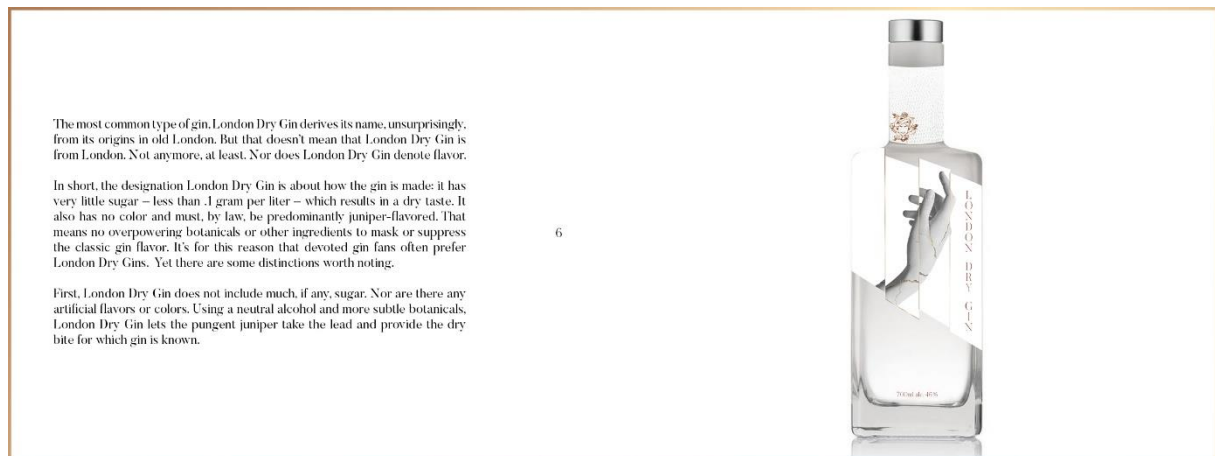 The most common type of gin, London Dry Gin derives its name, unsurprisingly,
from its origins in old London. But that doesn't mean that London Dry Gin is
from London. Not anymore, at least. Nor does London Dry Gin denote flavor.
In short, the designation London Dry Gin is about how the gin is made: it has
very little sugar – less than .1 gram per liter – which results in a dry taste. It
also has no color and must, by law, be predominantly juniper-flavored. That
means no overpowering botanicals or other ingredients to mask or suppress
the classic gin flavor. It's for this reason that devoted gin fans often prefer
London Dry Gins. Yet there are some distinctions worth noting.
First, London Dry Gin does not include much, if any, sugar. Nor are there any
artificial flavors or colors. Using a neutral alcohol and more subtle botanicals,
London Dry Gin lets the pungent juniper take the lead and provide the dry
bite for which gin is known.
6
LONDON DRY GIN
700ml alc. 46%